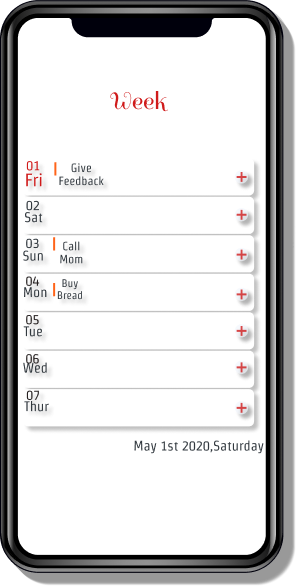 Week
01
Fri
Give
Feedback
+
02
Sat
+
03
Sun
Call
Mom
+
04
Mon
Buy
Bread
+
05
Tue
+
06
Wed
+
07
Thur
+
May 1st 2020,Saturday